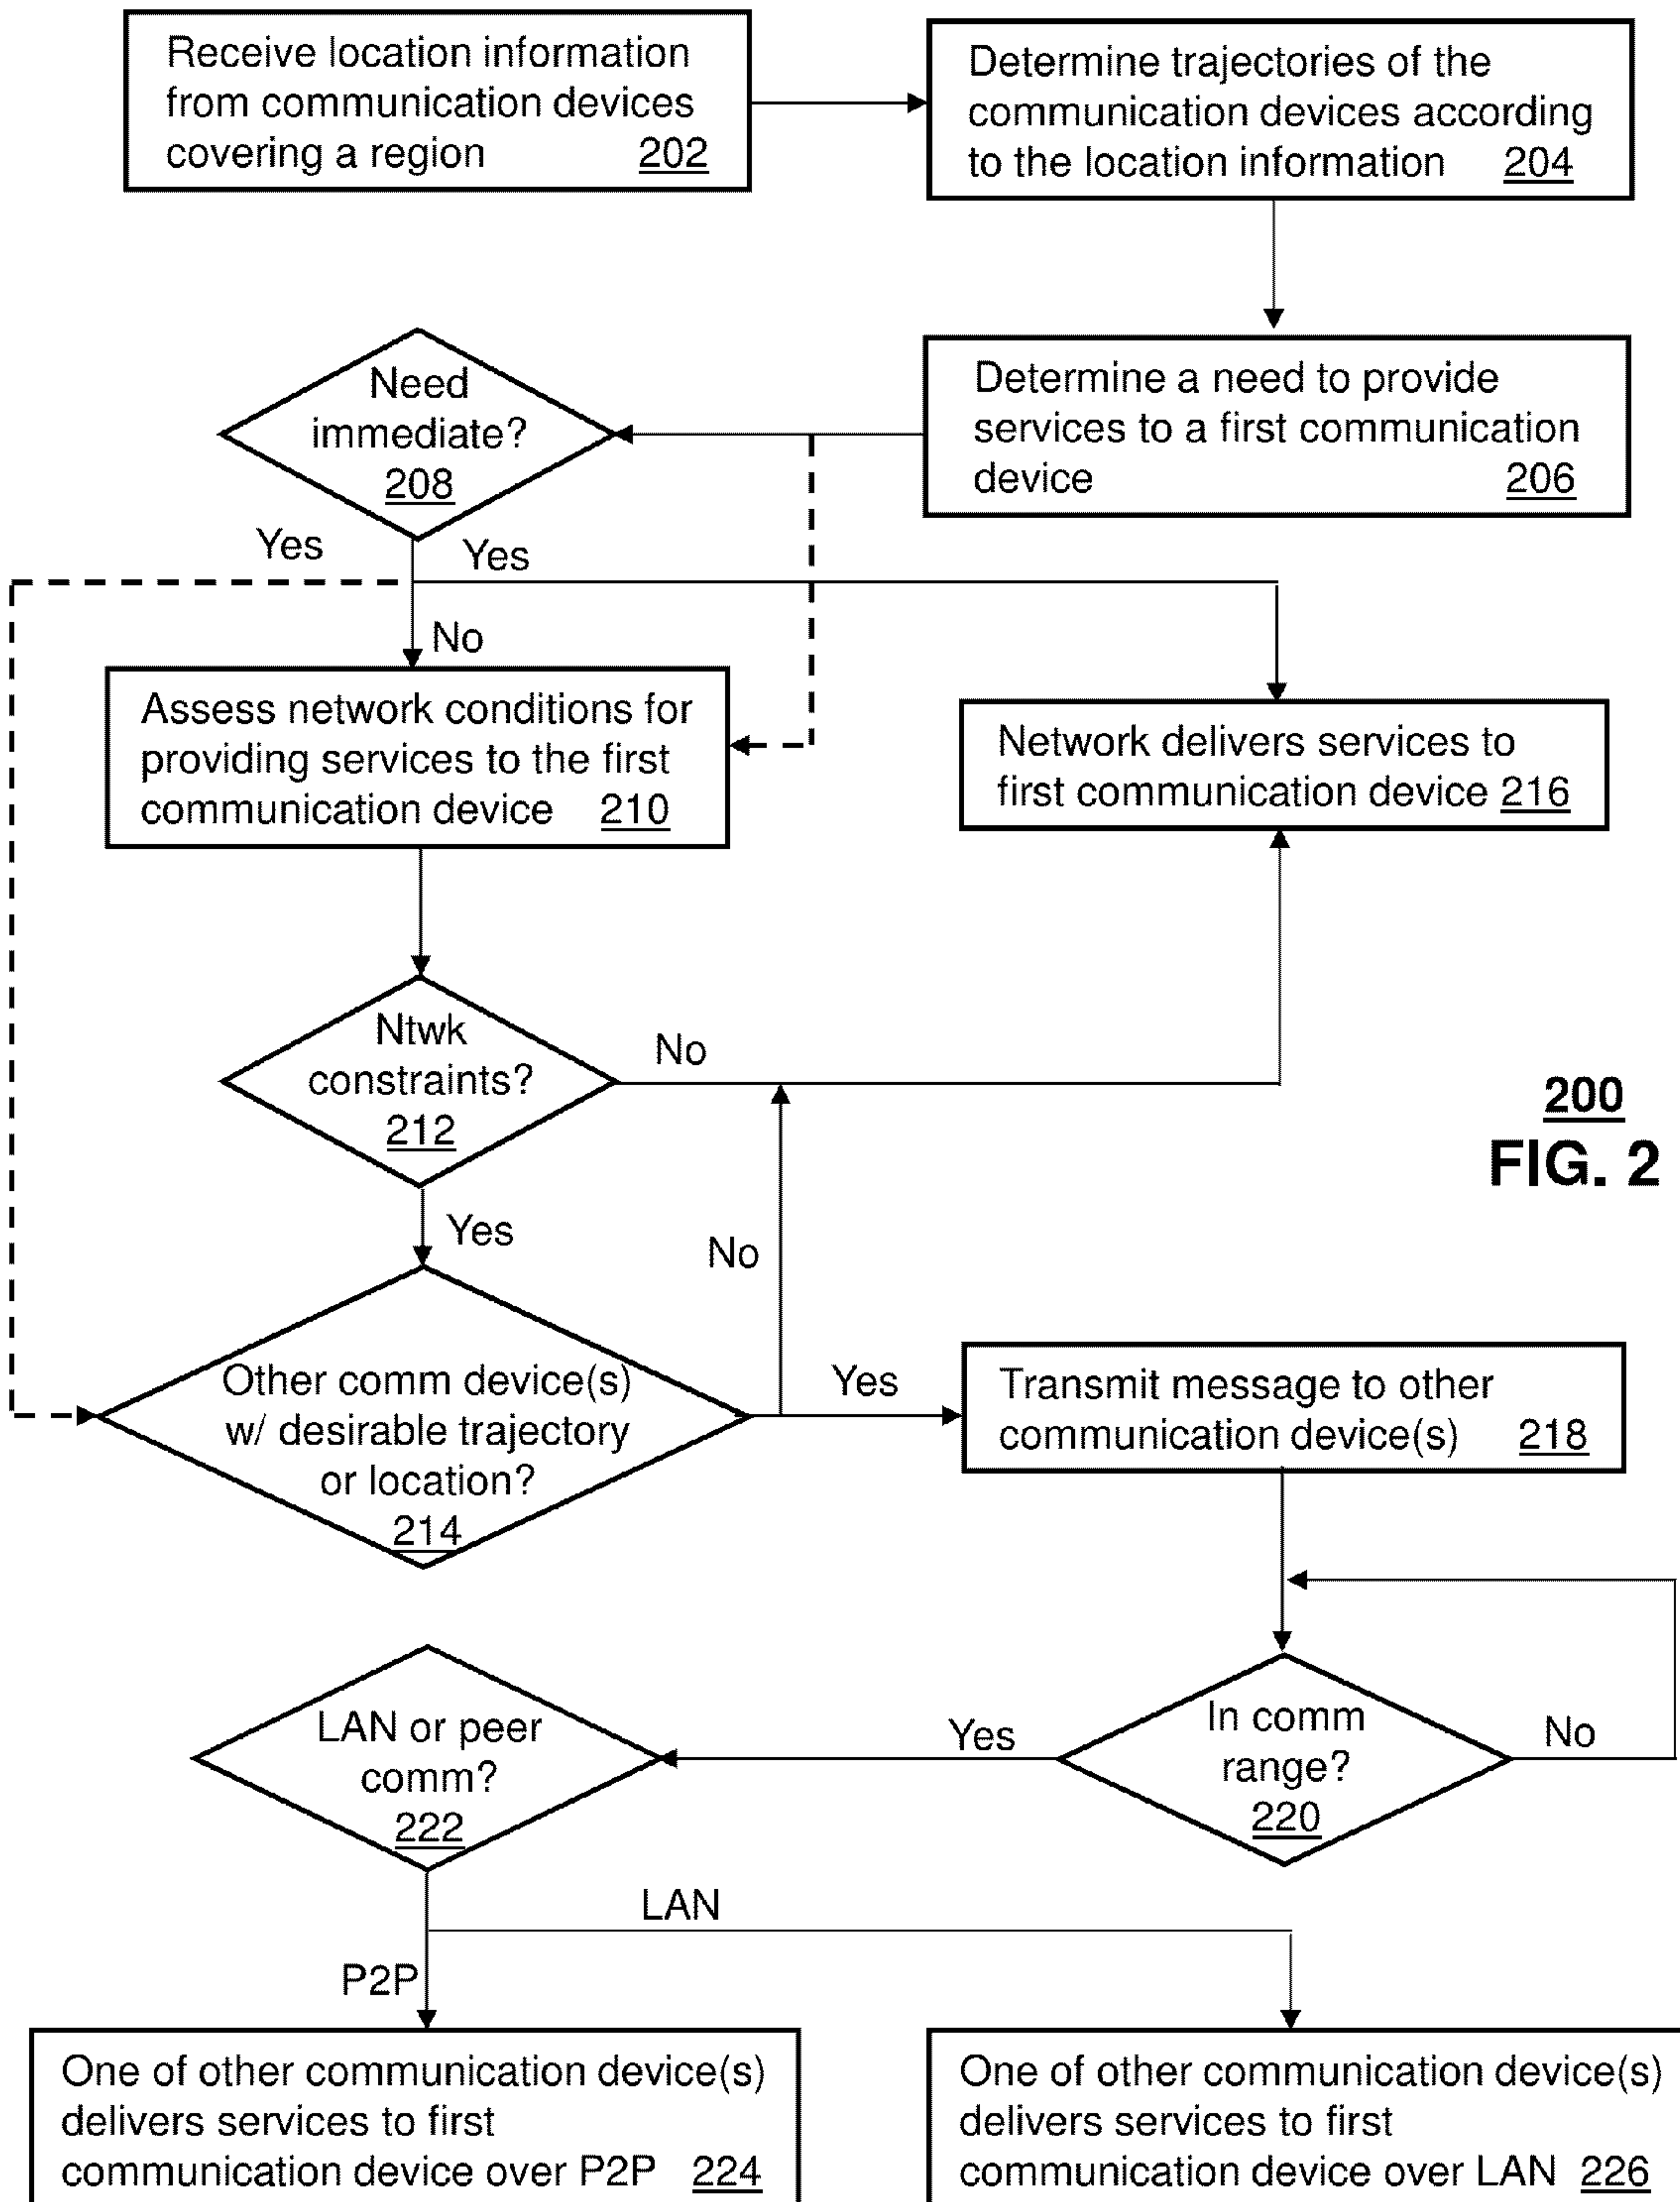 Receive location information
from communication devices
covering a region 202
Determine trajectories of the
communication devices according
to the location information 204
Need
immediate?
208
Determine a need to provide
services to a first communication
device 206
Yes
Yes
No
Assess network conditions for
providing services to the first
communication device 210
Network delivers services to
first communication device 216
Ntwk
constraints?
212
No
200
FIG. 2
Yes
No
Other comm device(s)
w/ desirable trajectory
or location?
214
Yes
Transmit message to other
communication device(s) 218
LAN or peer
comm?
222
Yes
In comm
range?
220
No
LAN
P2P
One of other communication device(s)
delivers services to first
communication device over P2P 224
One of other communication device(s)
delivers services to first
communication device over LAN 226